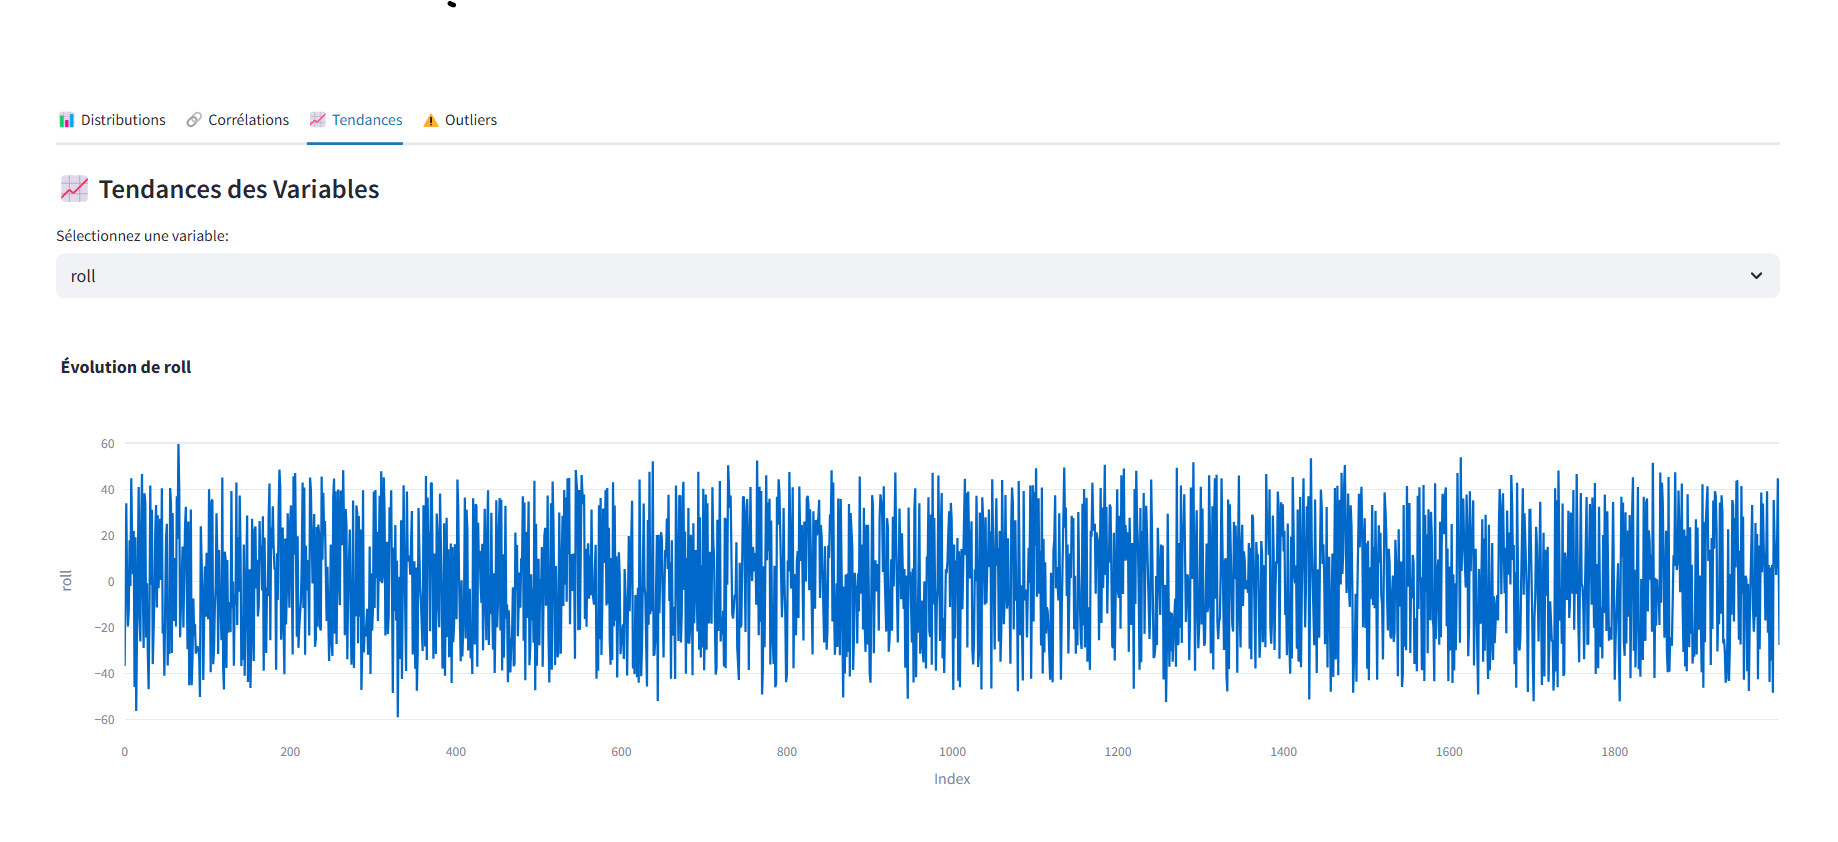 Distributions Corrélations Tendances Outliers
Tendances des Variables
Sélectionnez une variable:
roll
Évolution de roll
60
40
20
0
−20
−40
−60
roll
0 200 400 600 800 1000 1200 1400 1600 1800
Index